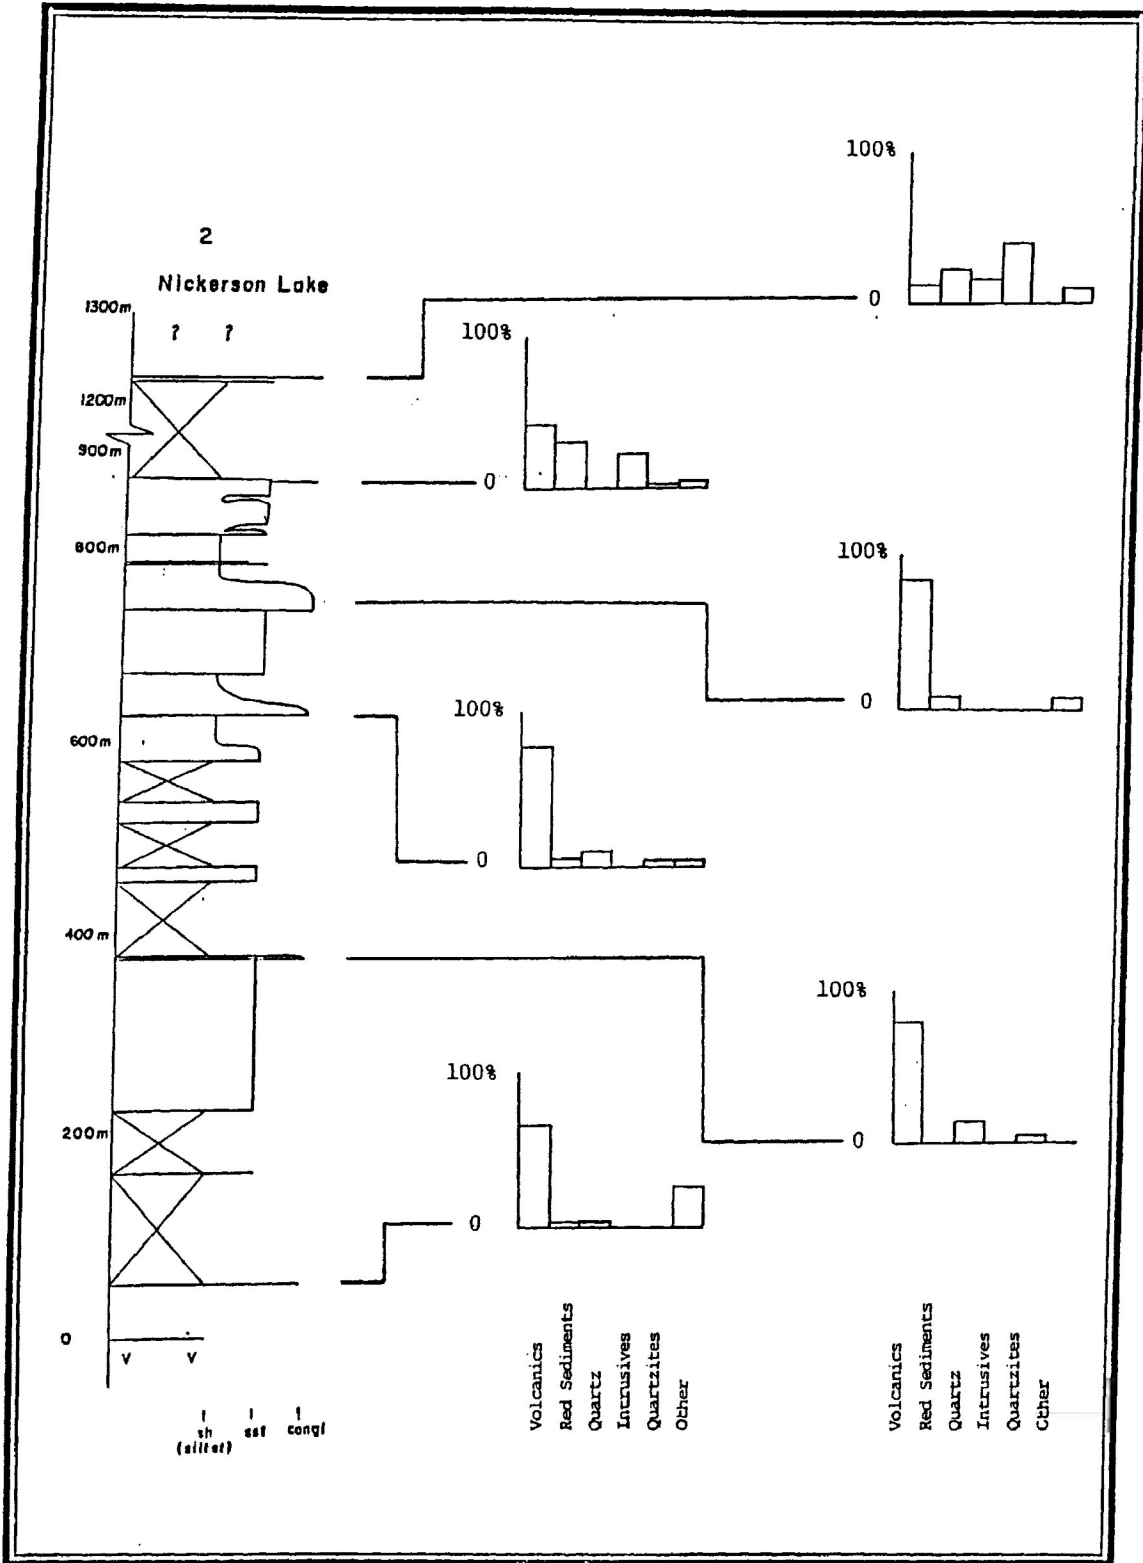 2
Nickerson Lake
1300m
? ?
1200m
900m
800m
600m
400m
200m
0
V V
sh
(siltst)
sst
congl
100%
0
100%
0
100%
0
100%
0
100%
0
100%
0
Volcanics
Red Sediments
Quartz
Intrusives
Quartzites
Other
Volcanics
Red Sediments
Quartz
Intrusives
Quartzites
Other